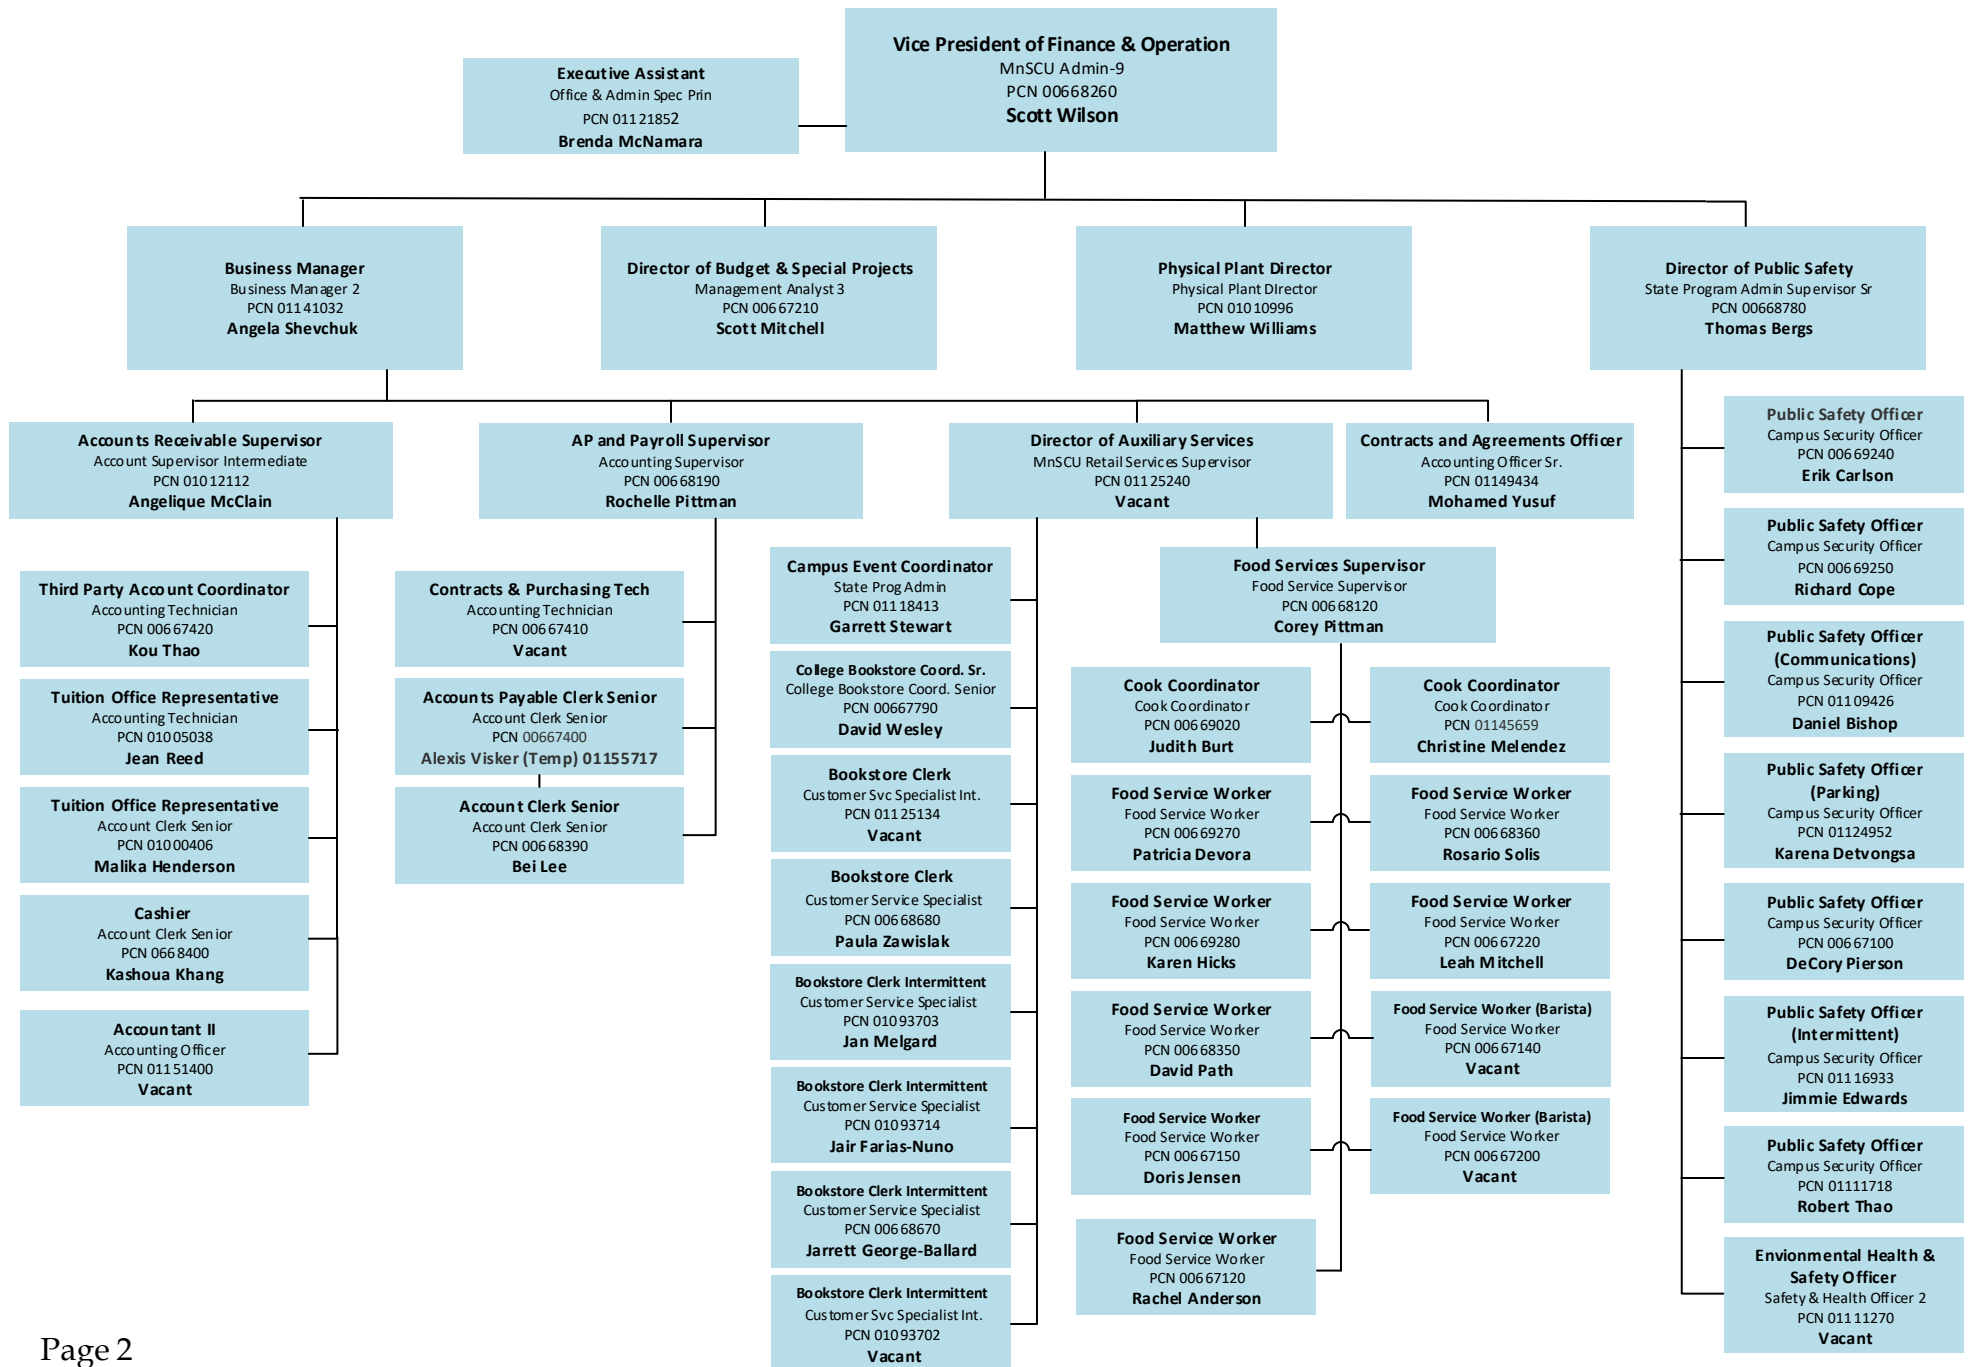 Vice President of Finance & Operation
MnSCU Admin-9
PCN 00668260
Scott Wilson
Executive Assistant
Office & Admin Spec Prin
PCN 01121852
Brenda McNamara
Business Manager
Business Manager 2
PCN 01141032
Angela Shevchuk
Director of Budget & Special Projects
Management Analyst 3
PCN 00667210
Scott Mitchell
Physical Plant Director
Physical Plant DIrector
PCN 01010996
Matthew Williams
Director of Public Safety
State Program Admin Supervisor Sr
PCN 00668780
Thomas Bergs
Accounts Receivable Supervisor
Account Supervisor Intermediate
PCN 01012112
Angelique McClain
AP and Payroll Supervisor
Accounting Supervisor
PCN 00668190
Rochelle Pittman
Director of Auxiliary Services
MnSCU Retail Services Supervisor
PCN 01125240
Vacant
Contracts and Agreements Officer
Accounting Officer Sr.
PCN 01149434
Mohamed Yusuf
Third Party Account Coordinator
Accounting Technician
PCN 00667420
Kou Thao
Tuition Office Representative
Accounting Technician
PCN 01005038
Jean Reed
Tuition Office Representative
Account Clerk Senior
PCN 01000406
Malika Henderson
Cashier
Account Clerk Senior
PCN 0668400
Kashoua Khang
Accountant II
Accounting Officer
PCN 01151400
Vacant
Contracts & Purchasing Tech
Accounting Technician
PCN 00667410
Vacant
Accounts Payable Clerk Senior
Account Clerk Senior
PCN 00667400
Alexis Visker (Temp) 01155717
Account Clerk Senior
Account Clerk Senior
PCN 00668390
Bei Lee
Campus Event Coordinator
State Prog Admin
PCN 01118413
Garrett Stewart
College Bookstore Coord. Sr.
College Bookstore Coord. Senior
PCN 00667790
David Wesley
Bookstore Clerk
Customer Svc Specialist Int.
PCN 01125134
Vacant
Bookstore Clerk
Customer Service Specialist
PCN 00668680
Paula Zawislak
Bookstore Clerk Intermittent
Customer Service Specialist
PCN 01093703
Jan Melgard
Bookstore Clerk Intermittent
Customer Service Specialist
PCN 01093714
Jair Farias-Nuno
Bookstore Clerk Intermittent
Customer Service Specialist
PCN 00668670
Jarrett George-Ballard
Bookstore Clerk Intermittent
Customer Svc Specialist Int.
PCN 01093702
Vacant
Food Services Supervisor
Food Service Supervisor
PCN 00668120
Corey Pittman
Cook Coordinator
Cook Coordinator
PCN 00669020
Judith Burt
Cook Coordinator
Cook Coordinator
PCN 01145659
Christine Melendez
Food Service Worker
Food Service Worker
PCN 00669270
Patricia Devora
Food Service Worker
Food Service Worker
PCN 00668360
Rosario Solis
Food Service Worker
Food Service Worker
PCN 00669280
Karen Hicks
Food Service Worker
Food Service Worker
PCN 00667220
Leah Mitchell
Food Service Worker
Food Service Worker
PCN 00668350
David Path
Food Service Worker (Barista)
Food Service Worker
PCN 00667140
Vacant
Food Service Worker
Food Service Worker
PCN 00667150
Doris Jensen
Food Service Worker (Barista)
Food Service Worker
PCN 00667200
Vacant
Food Service Worker
Food Service Worker
PCN 00667120
Rachel Anderson
Public Safety Officer
Campus Security Officer
PCN 00669240
Erik Carlson
Public Safety Officer
Campus Security Officer
PCN 00669250
Richard Cope
Public Safety Officer
(Communications)
Campus Security Officer
PCN 01109426
Daniel Bishop
Public Safety Officer
(Parking)
Campus Security Officer
PCN 01124952
Karena Detvongsa
Public Safety Officer
Campus Security Officer
PCN 00667100
DeCory Pierson
Public Safety Officer
(Intermittent)
Campus Security Officer
PCN 01116933
Jimmie Edwards
Public Safety Officer
Campus Security Officer
PCN 01111718
Robert Thao
Envionmental Health &
Safety Officer
Safety & Health Officer 2
PCN 01111270
Vacant
Page 2